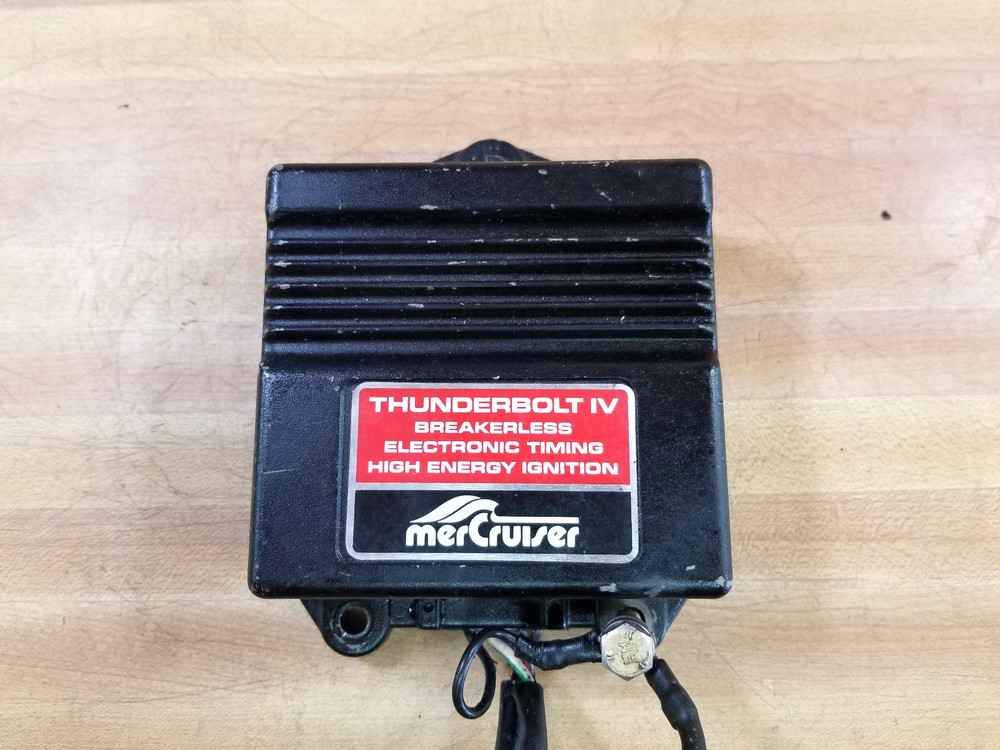 THUNDERBOLT IV
BREAKERLESS
ELECTRONIC TIMING
HIGH ENERGY IGNITION
merCruiser